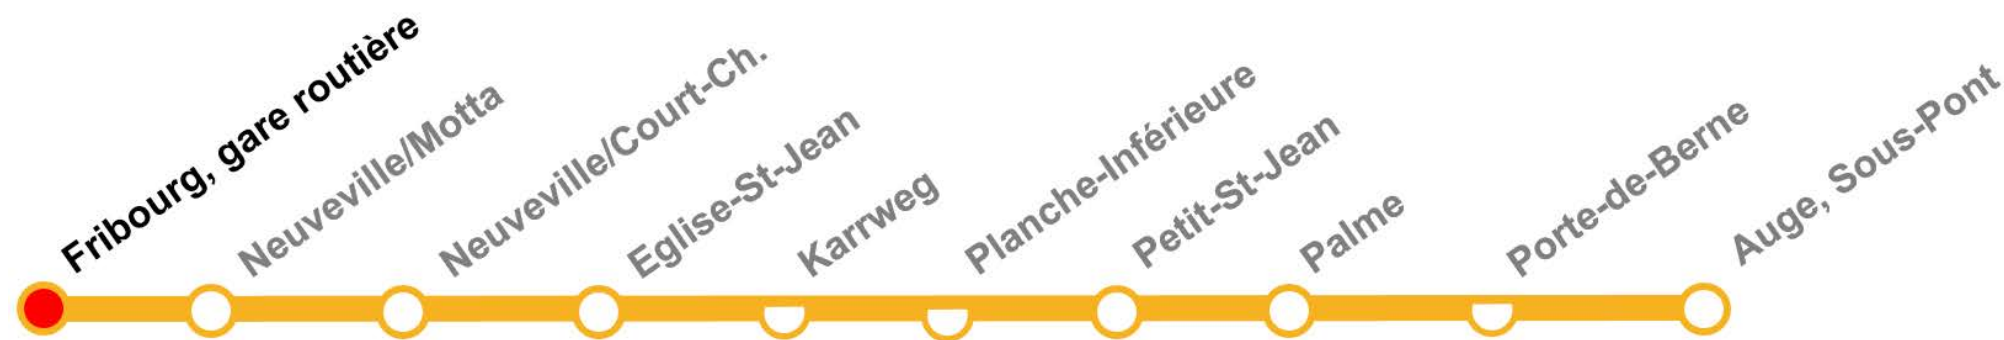 Fribourg, gare routière
Neuveville/Motta
Neuveville/Court-Ch.
Eglise-St-Jean
Karrweg
Planche-Inférieure
Petit-St-Jean
Palme
Porte-de-Berne
Auge, Sous-Pont